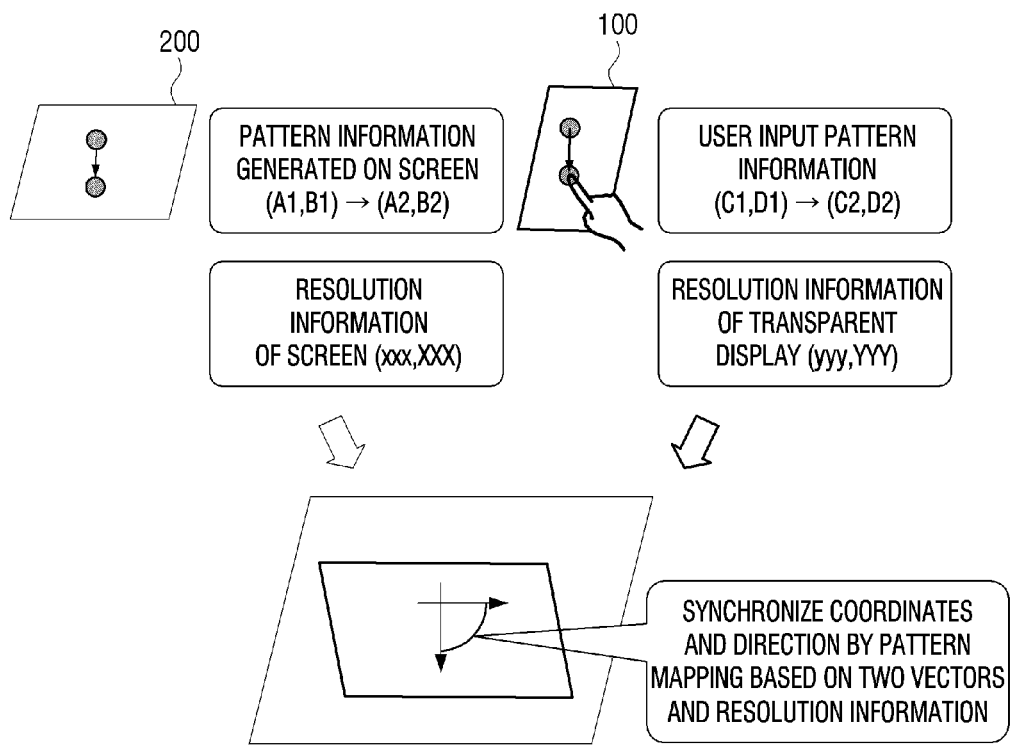 200
100
PATTERN INFORMATION
GENERATED ON SCREEN
(A1,B1) → (A2,B2)
USER INPUT PATTERN
INFORMATION
(C1,D1) → (C2,D2)
RESOLUTION
INFORMATION
OF SCREEN (xxx,XXX)
RESOLUTION INFORMATION
OF TRANSPARENT
DISPLAY (yyy,YYY)
SYNCHRONIZE COORDINATES
AND DIRECTION BY PATTERN
MAPPING BASED ON TWO VECTORS
AND RESOLUTION INFORMATION